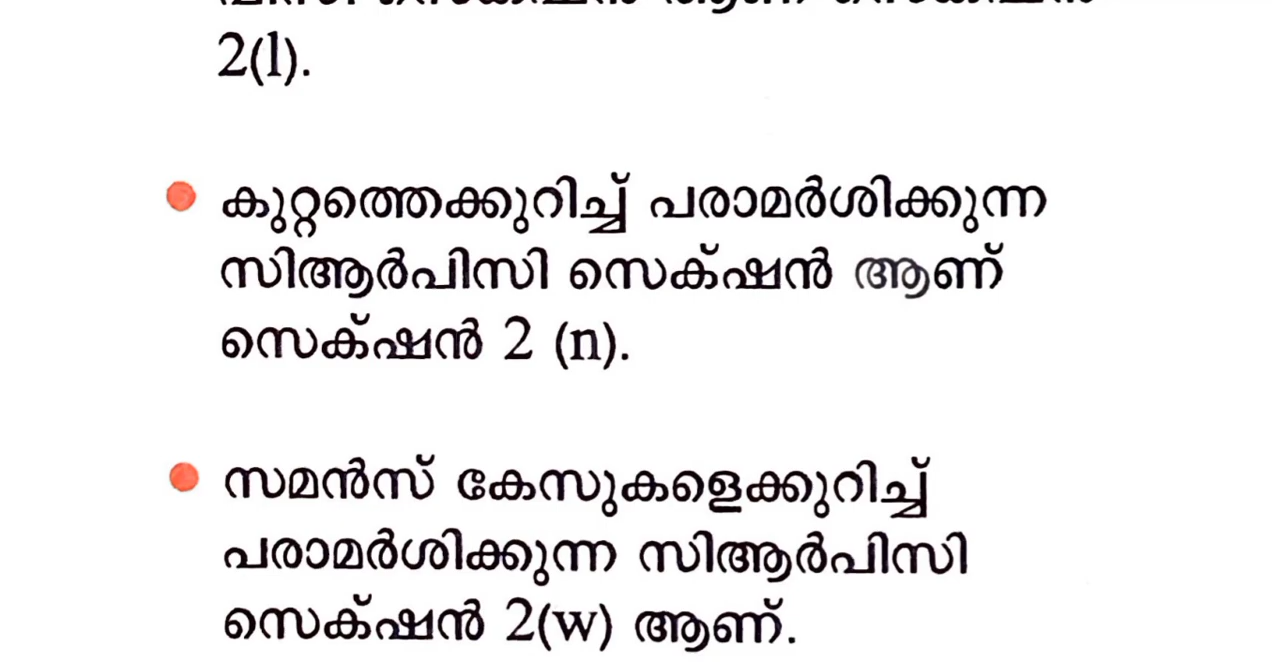 2(l).
കുറ്റത്തെക്കുറിച്ച് പരാമർശിക്കുന്ന
സിആർപിസി സെക്ഷൻ ആണ്
സെക്ഷൻ 2 (n).
സമൻസ് കേസുകളെക്കുറിച്ച്
പരാമർശിക്കുന്ന സിആർപിസി
സെക്ഷൻ 2(w) ആണ്.